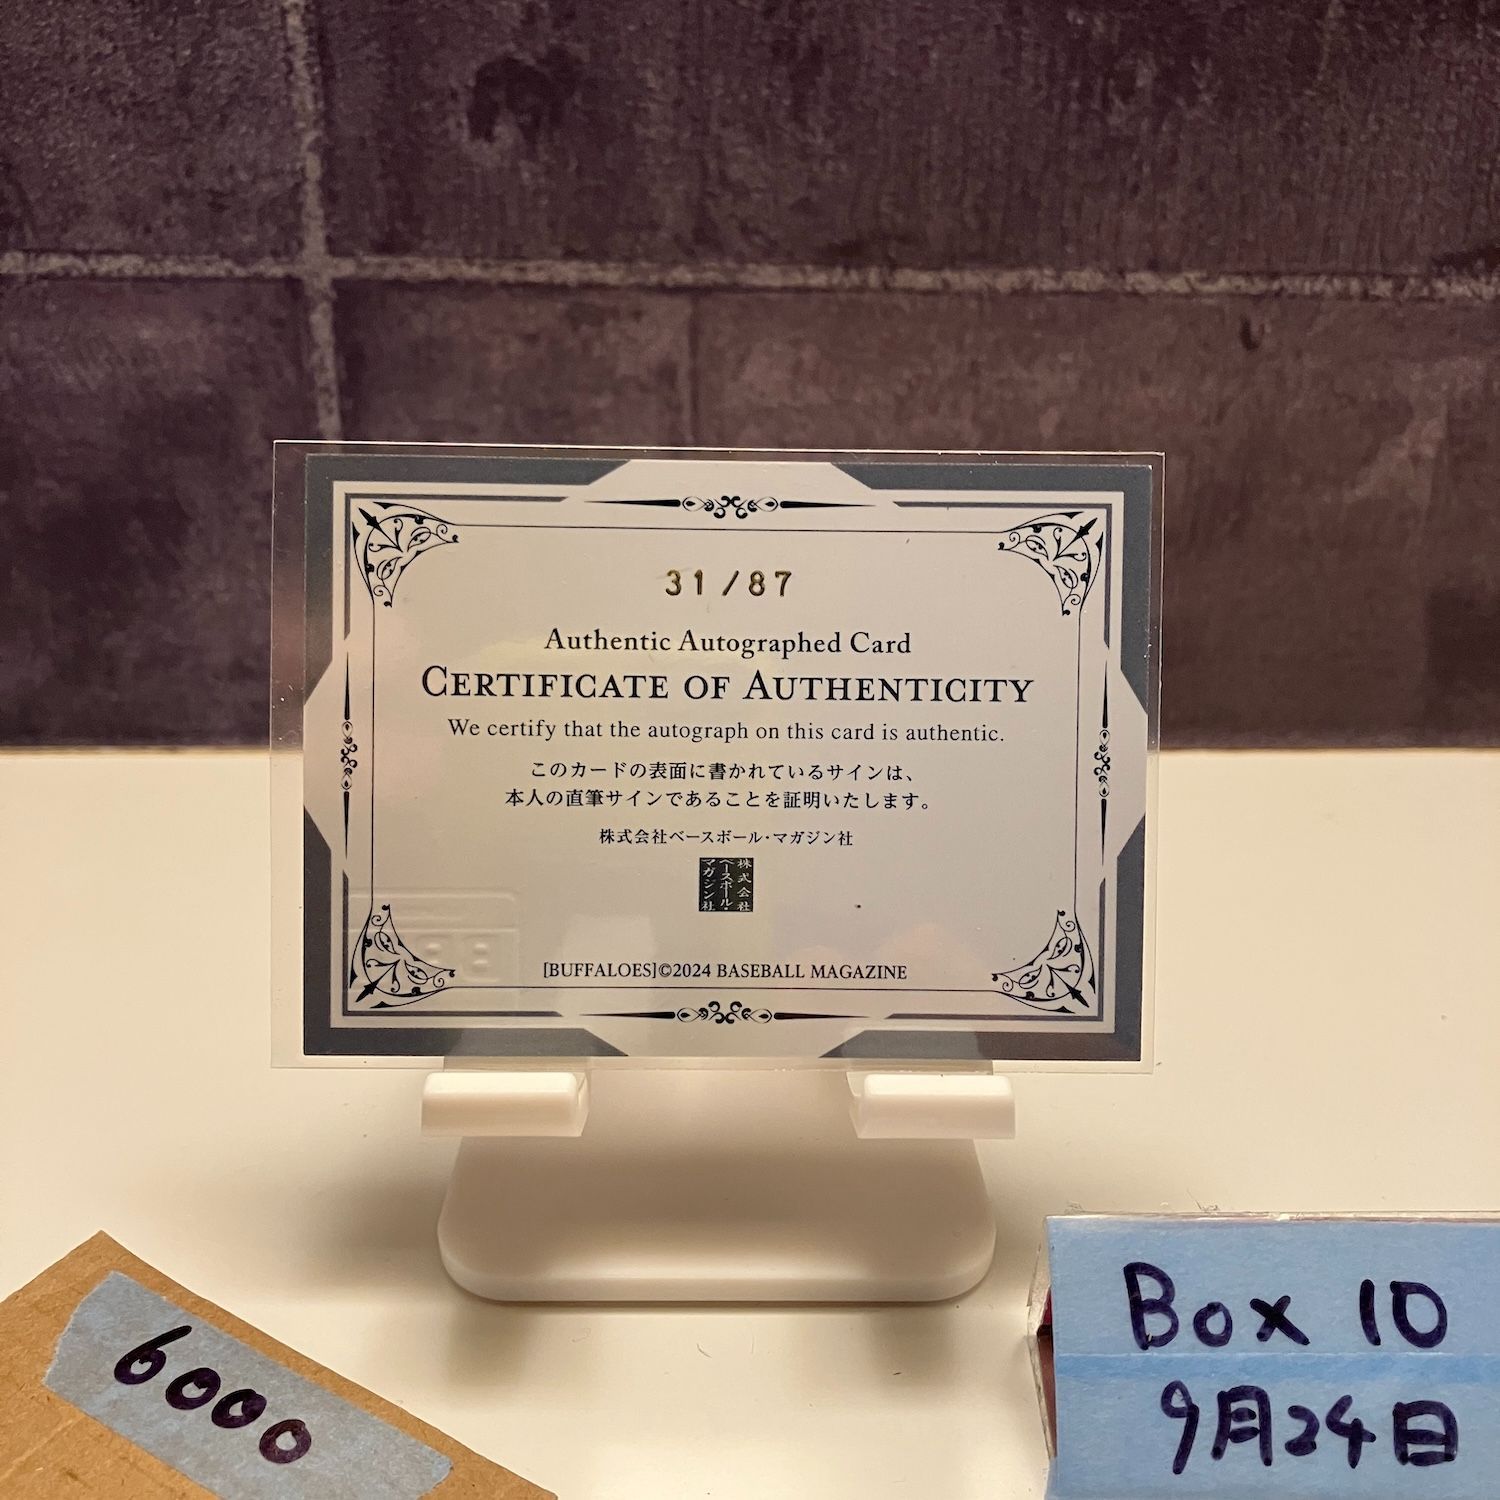 31/87
Authentic Autographed Card
CERTIFICATE OF AUTHENTICITY
We certify that the autograph on this card is authentic.
このカードの表面に書かれているサインは、
本人の直筆サインであることを証明いたします。
株式会社ベースボール・マガジン社
株式会社
ベースボール・
マガジン社
[BUFFALOES]©2024 BASEBALL MAGAZINE
6000
Box 10
9月24日